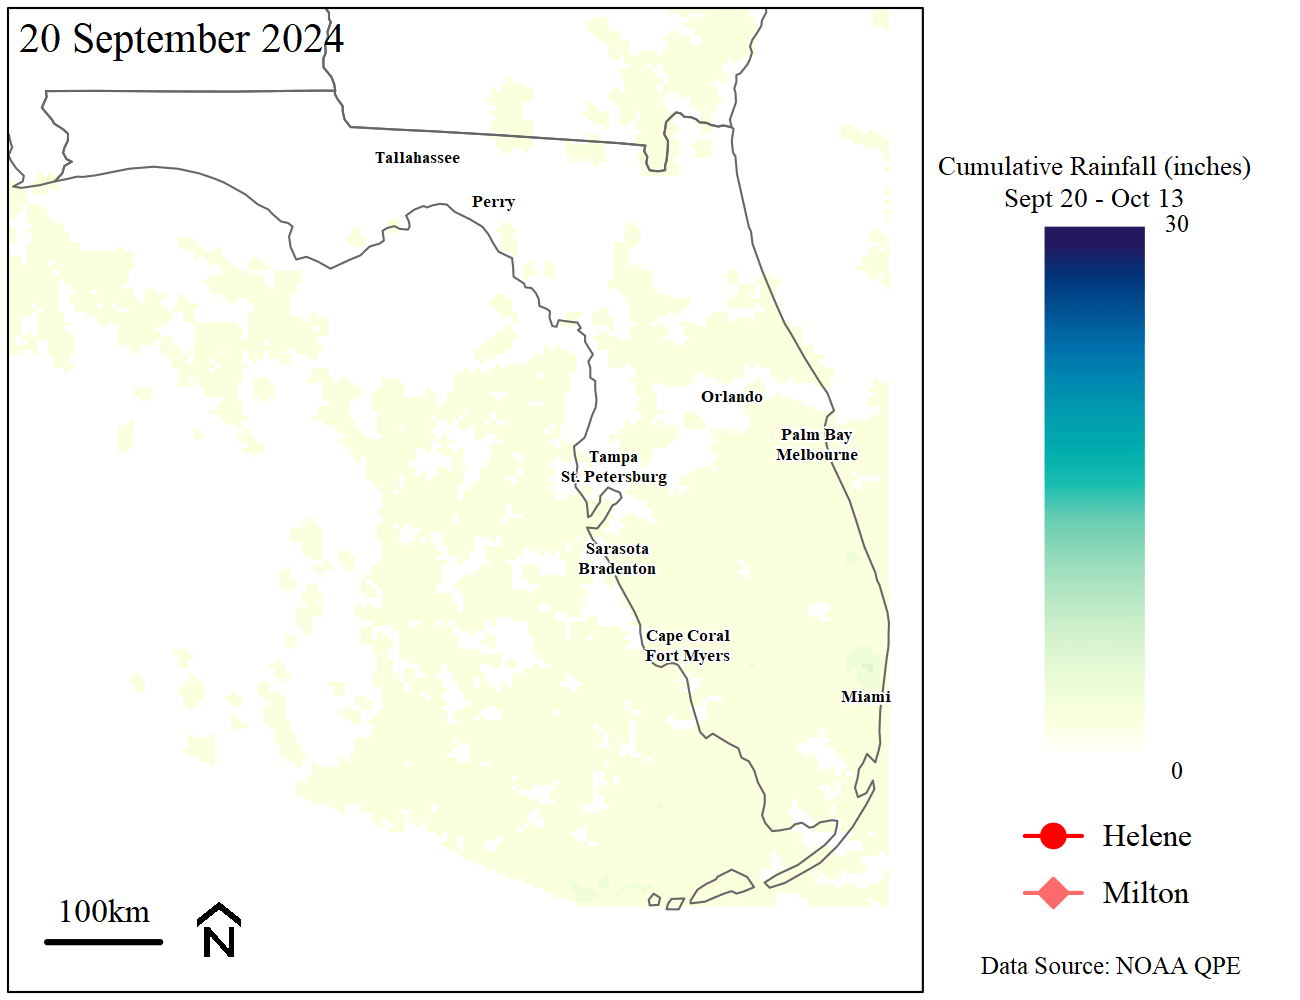 20 September 2024
Tallahassee
Perry
Orlando
Palm Bay
Melbourne
Tampa
St. Petersburg
Sarasota
Bradenton
Cape Coral
Fort Myers
Miami
100km
N
Cumulative Rainfall (inches)
Sept 20 - Oct 13
30
0
Helene
Milton
Data Source: NOAA QPE